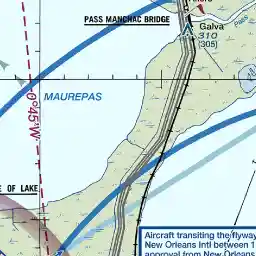 PASS MANCHAC BRIDGE
Galva
310
(305)
MAUREPAS
0°45'W
E OF LAKE
Aircraft transiting the flyway
New Orleans Intl between 1
approval from New Orleans